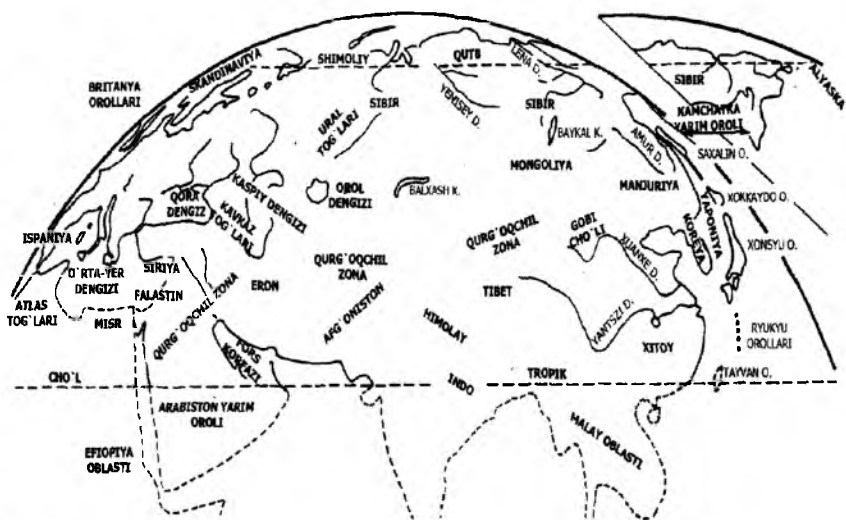 SKANDINAVIYA
SHIMOLIY
QUTB
LENA D.
ALYASKA
BRITANYA
OROLLARI
URAL
TOG`LARI
SIBIR
YENISEY D.
SIBIR
SIBIR
KAMCHATKA
YARIM OROLI
BAYKAL K.
AMUR D.
SAXALIN O.
MONGOLIYA
MANJURIYA
QORA
DENGIZ
KASPIY DENGIZI
KAVKAZ
TOG`LARI
OROL
DENGIZI
BALXASH K.
XOKKAYDO O.
YAPONIYA
KOREYA
XONSYU O.
ISPANIYA
O`RTA-YER
DENGIZI
SIRIYA
FALASTIN
ATLAS
TOG`LARI
MISR
QURG`OQCHIL ZONA
ERON
QURG`OQCHIL
ZONA
AFG`ONISTON
QURG`OQCHIL
ZONA
GOBI
CHO`LI
XUANXE D.
TIBET
YANTSZI D.
XITOY
HIMOLAY
RYUKYU
OROLLARI
FORS
KO`RFAZI
CHO`L
INDO
TROPIK
TAYVAN O.
ARABISTON YARIM
OROLI
EFIOPIYA
OBLASTI
MALAY OBLASTI